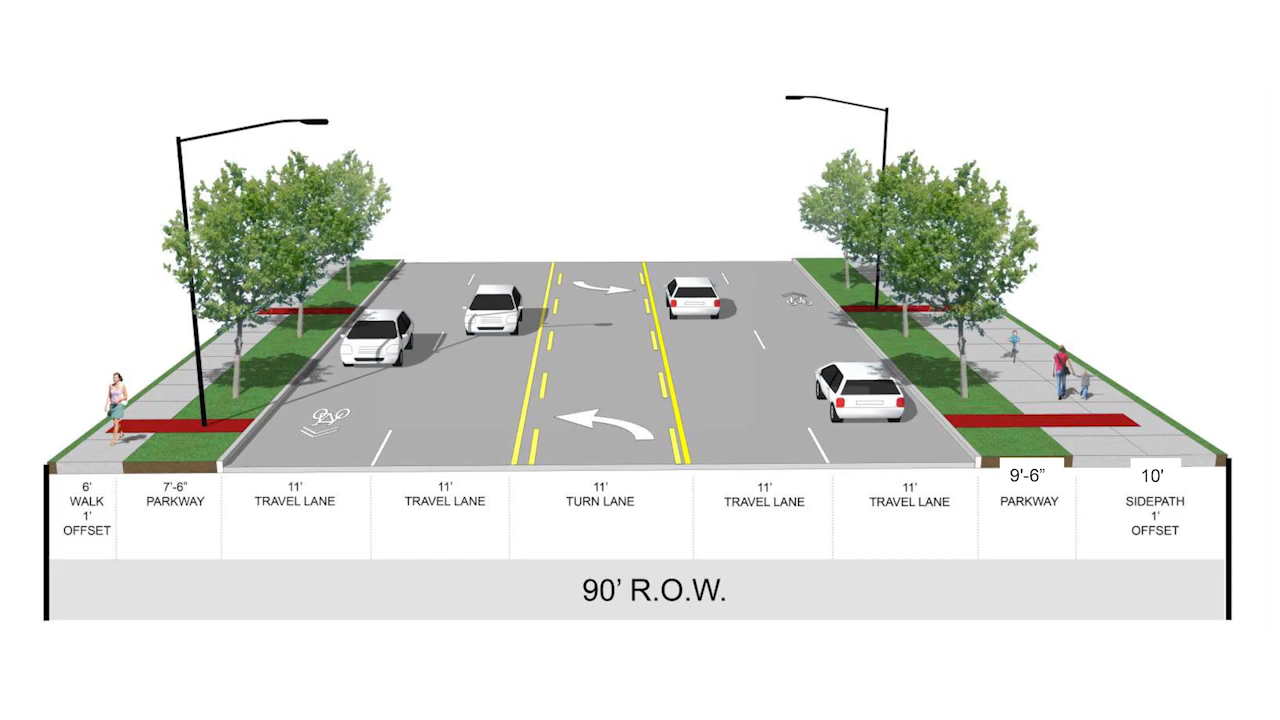 6’
WALK
1’
OFFSET
7’-6”
PARKWAY
11’
TRAVEL LANE
11’
TRAVEL LANE
11’
TURN LANE
11’
TRAVEL LANE
11’
TRAVEL LANE
9'-6”
PARKWAY
10'
SIDEPATH
1’
OFFSET
90’ R.O.W.